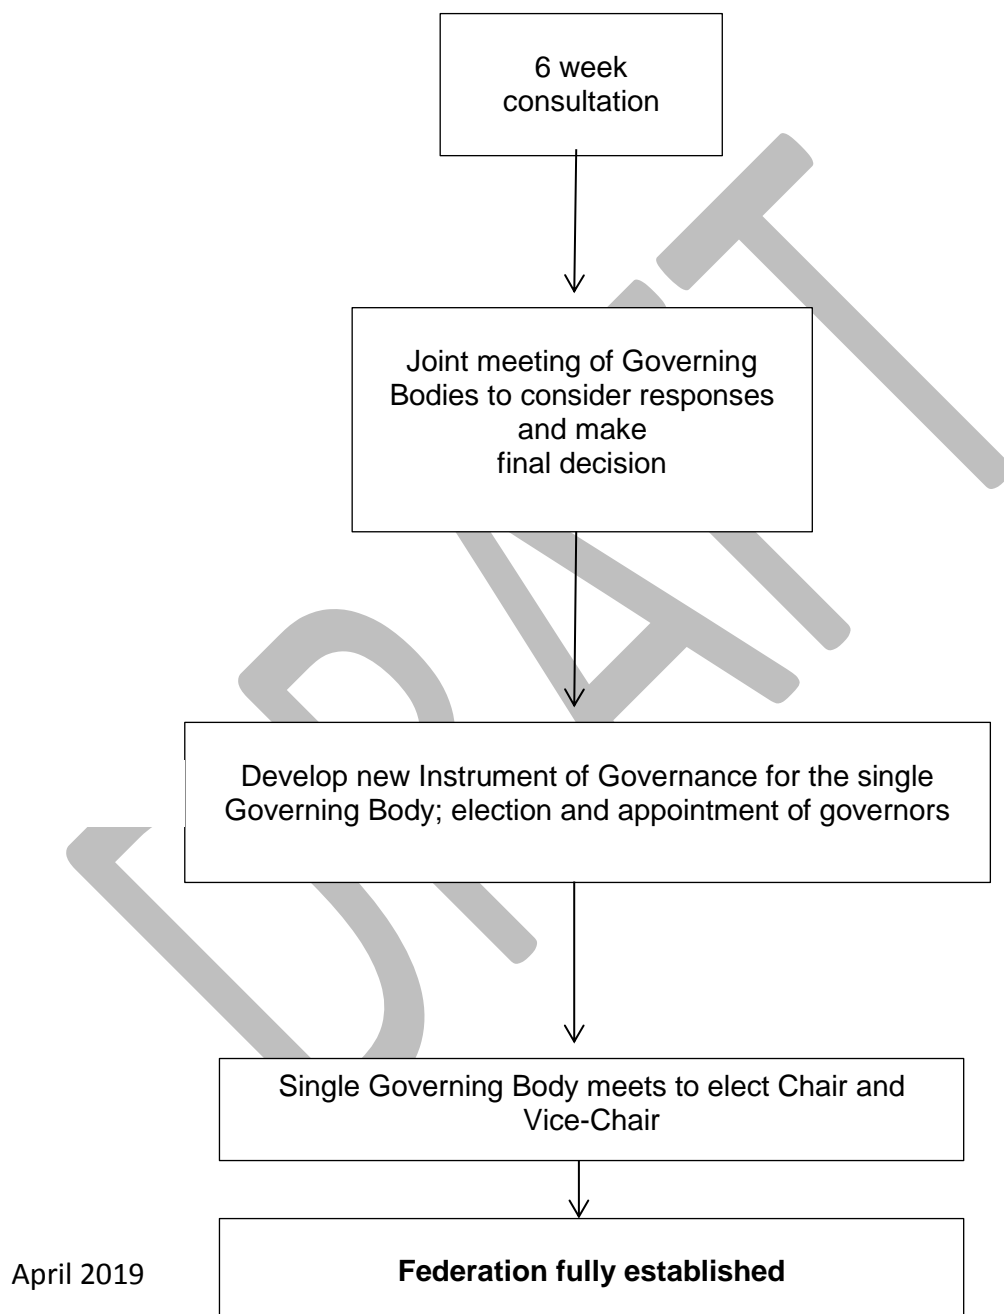 6 week
consultation
Joint meeting of Governing
Bodies to consider responses
and make
final decision
Develop new Instrument of Governance for the single
Governing Body; election and appointment of governors
Single Governing Body meets to elect Chair and
Vice-Chair
April 2019
Federation fully established
DRAFT